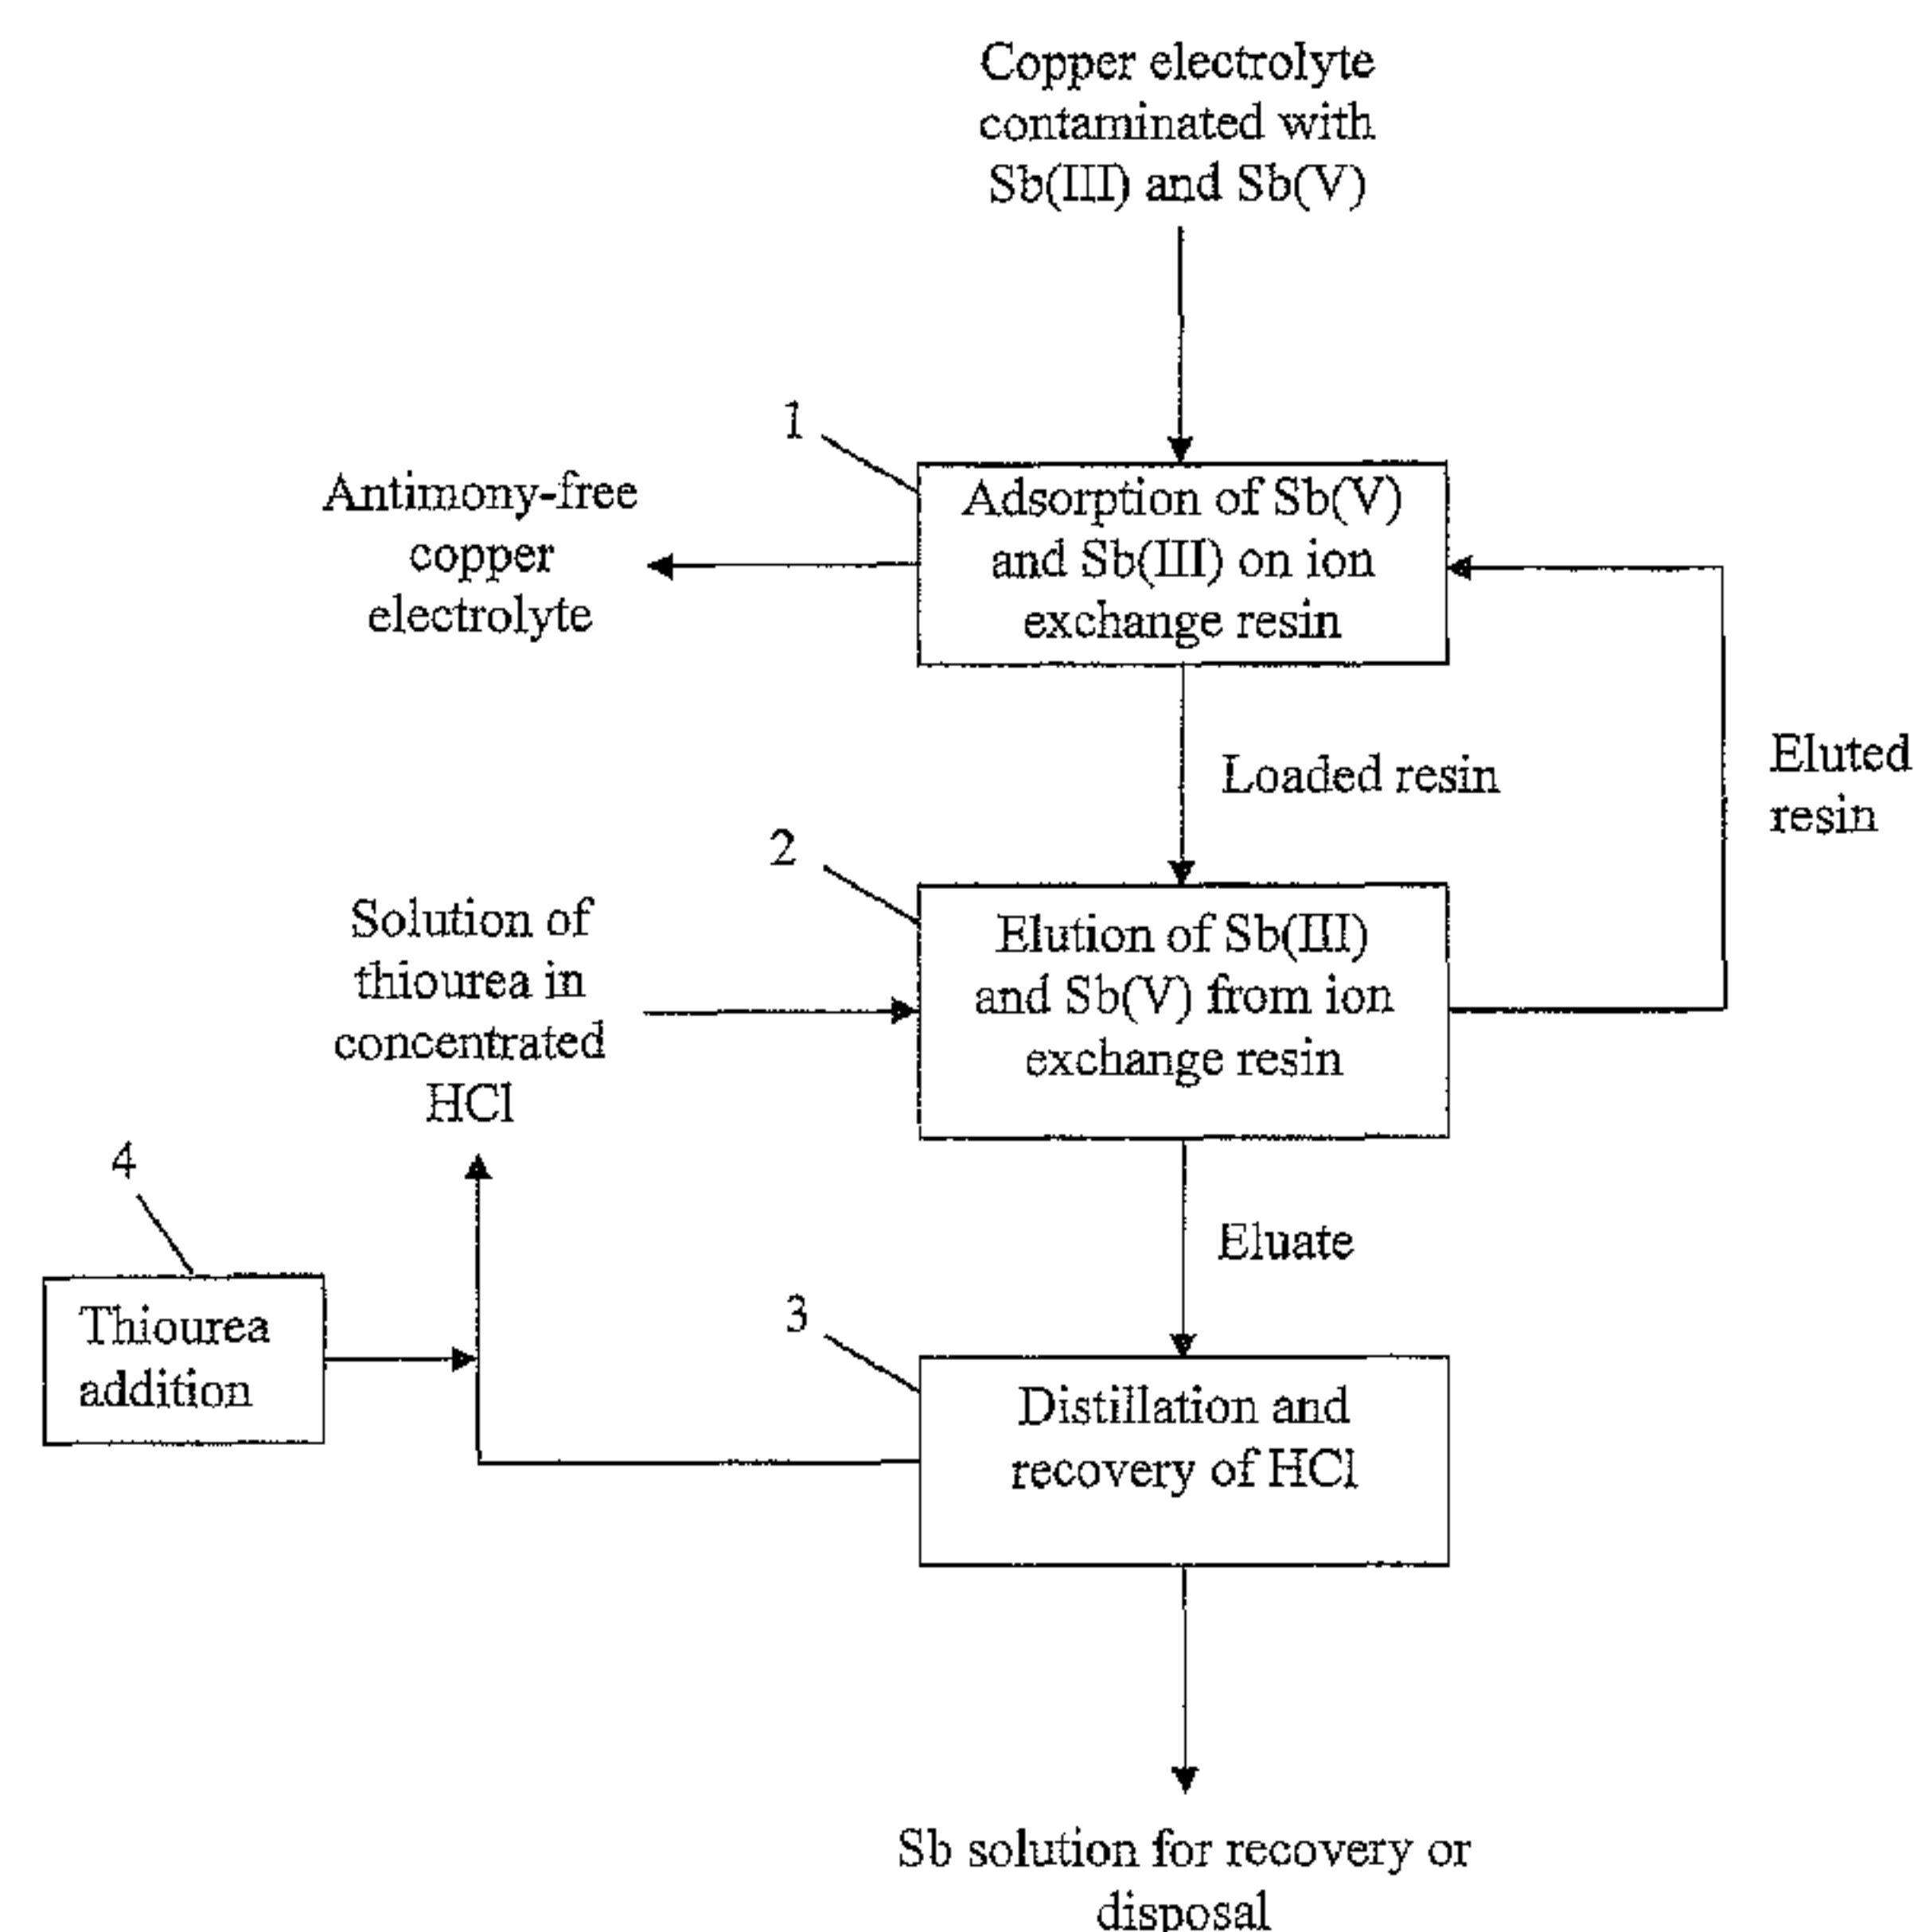 Copper electrolyte
contaminated with
Sb(III) and Sb(V)
1
Antimony-free
copper
electrolyte
Adsorption of Sb(V)
and Sb(III) on ion
exchange resin
Loaded resin
Eluted
resin
2
Solution of
thiourea in
concentrated
HCl
Elution of Sb(III)
and Sb(V) from ion
exchange resin
4
Eluate
Thiourea
addition
3
Distillation and
recovery of HCl
Sb solution for recovery or
disposal